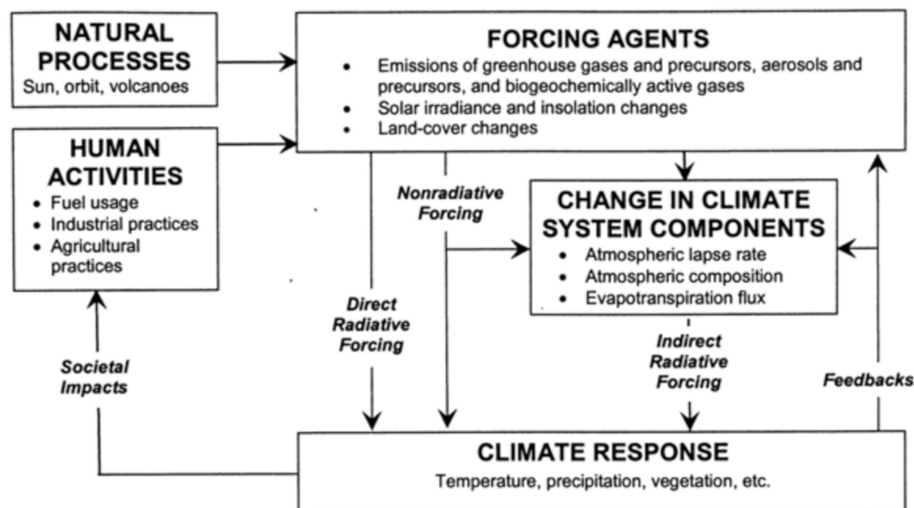 NATURAL
PROCESSES
Sun, orbit, volcanoes
FORCING AGENTS
• Emissions of greenhouse gases and precursors, aerosols and
precursors, and biogeochemically active gases
• Solar irradiance and insolation changes
• Land-cover changes
HUMAN
ACTIVITIES
• Fuel usage
• Industrial practices
• Agricultural
practices
Nonradiative
Forcing
CHANGE IN CLIMATE
SYSTEM COMPONENTS
• Atmospheric lapse rate
• Atmospheric composition
• Evapotranspiration flux
Direct
Radiative
Forcing
Indirect
Radiative
Forcing
Societal
Impacts
Feedbacks
CLIMATE RESPONSE
Temperature, precipitation, vegetation, etc.